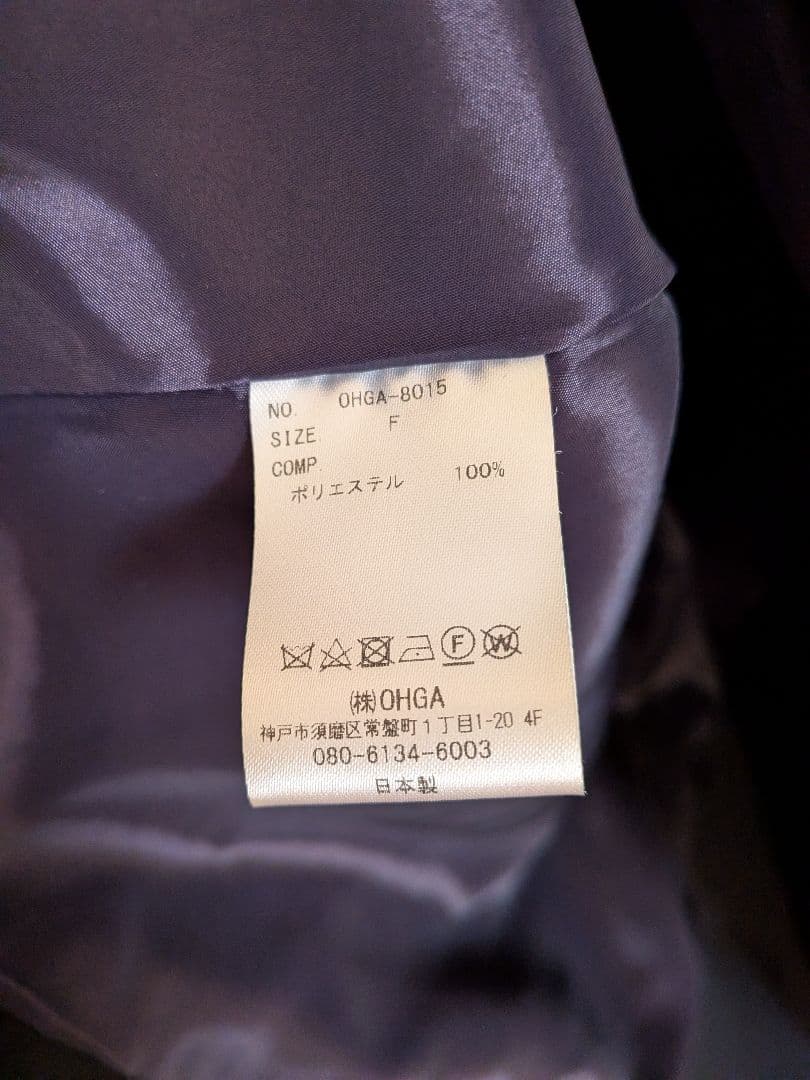 NO. OHGA-8015
SIZE. F
COMP.
ポリエステル 100%
F W
㈱OHGA
神戸市須磨区常盤町1丁目1-20 4F
080-6134-6003
日本製